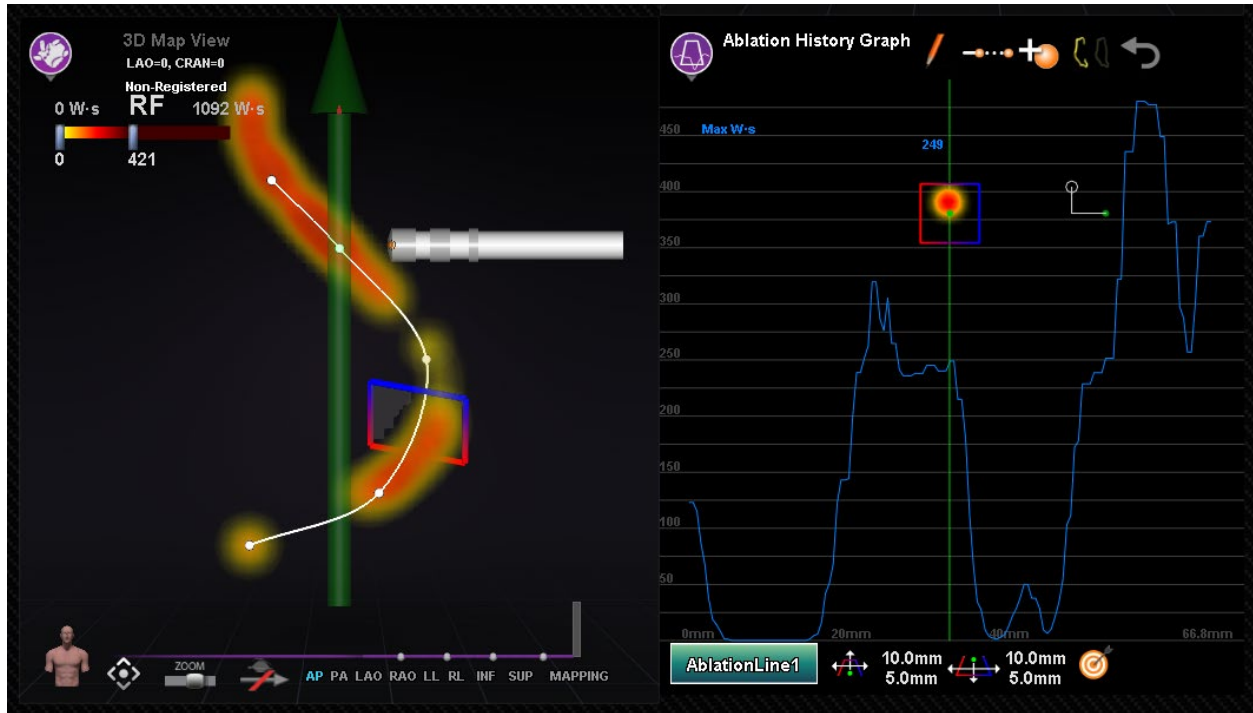 3D Map View
LAO=0, CRAN=0
Non-Registered
0 W·s RF 1092 W·s
0 421
ZOOM
AP PA LAO RAO LL RL INF SUP MAPPING
Ablation History Graph
450 Max W·s
249
400
350
300
250
200
150
100
50
0mm 20mm 40mm 66.8mm
AblationLine1 10.0mm 10.0mm
5.0mm 5.0mm